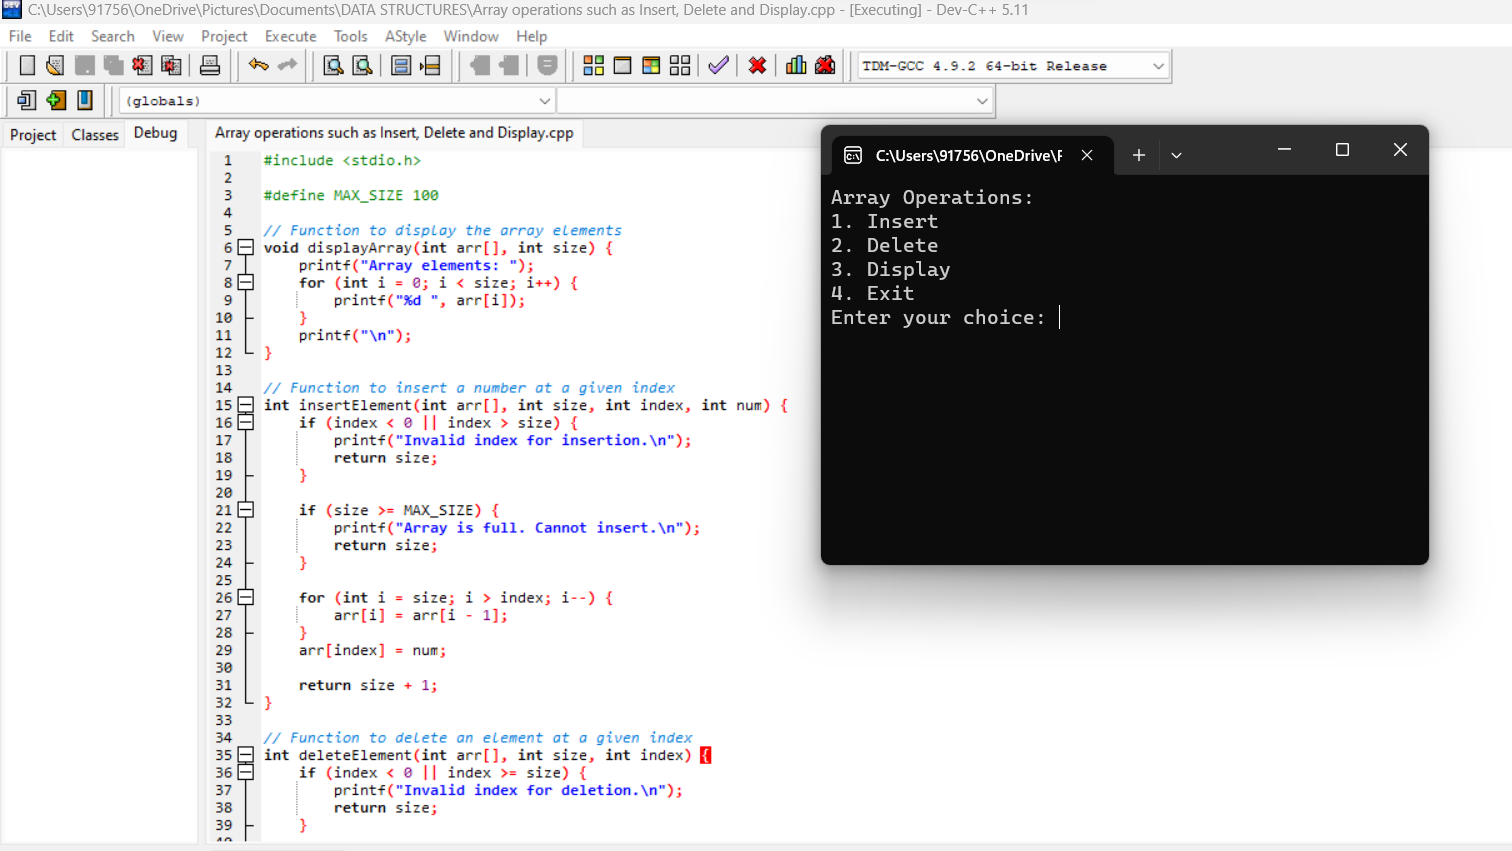 C:\Users\91756\OneDrive\Pictures\Documents\DATA STRUCTURES\Array operations such as Insert, Delete and Display.cpp - [Executing] - Dev-C++ 5.11
File Edit Search View Project Execute Tools AStyle Window Help
TDM-GCC 4.9.2 64-bit Release
(globals)
Project Classes Debug
Array operations such as Insert, Delete and Display.cpp
1 #include <stdio.h>
2
3 #define MAX_SIZE 100
4
5 // Function to display the array elements
6 void displayArray(int arr[], int size) {
7 printf("Array elements: ");
8 for (int i = 0; i < size; i++) {
9 printf("%d ", arr[i]);
10 }
11 printf("\n");
12 }
13
14 // Function to insert a number at a given index
15 int insertElement(int arr[], int size, int index, int num) {
16 if (index < 0 || index > size) {
17 printf("Invalid index for insertion.\n");
18 return size;
19 }
20
21 if (size >= MAX_SIZE) {
22 printf("Array is full. Cannot insert.\n");
23 return size;
24 }
25
26 for (int i = size; i > index; i--) {
27 arr[i] = arr[i - 1];
28 }
29 arr[index] = num;
30
31 return size + 1;
32 }
33
34 // Function to delete an element at a given index
35 int deleteElement(int arr[], int size, int index) {
36 if (index < 0 || index >= size) {
37 printf("Invalid index for deletion.\n");
38 return size;
39 }
C:\Users\91756\OneDrive\F
Array Operations:
1. Insert
2. Delete
3. Display
4. Exit
Enter your choice: